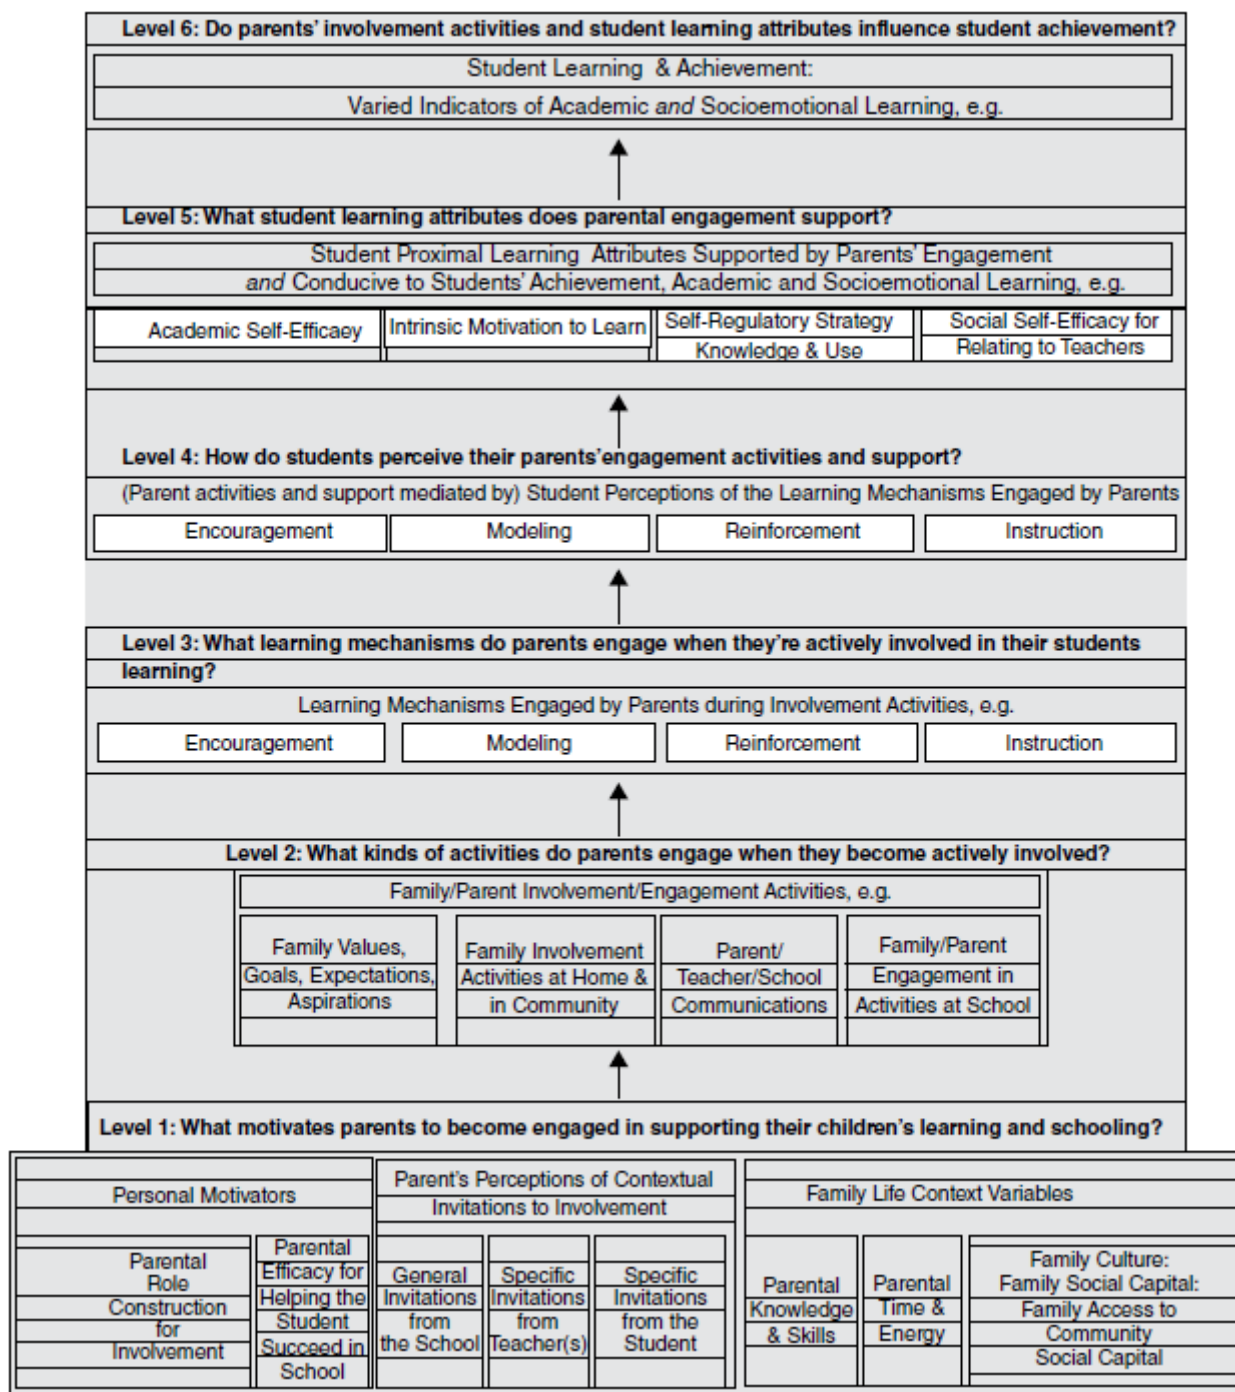 Level 6: Do parents' involvement activities and student learning attributes influence student achievement?
Student Learning & Achievement:
Varied Indicators of Academic and Socioemotional Learning, e.g.
Level 5: What student learning attributes does parental engagement support?
Student Proximal Learning Attributes Supported by Parents' Engagement
and Conducive to Students' Achievement, Academic and Socioemotional Learning, e.g.
Academic Self-Efficaey
Intrinsic Motivation to Learn
Self-Regulatory Strategy
Knowledge & Use
Social Self-Efficacy for
Relating to Teachers
Level 4: How do students perceive their parents'engagement activities and support?
(Parent activities and support mediated by) Student Perceptions of the Learning Mechanisms Engaged by Parents
Encouragement
Modeling
Reinforcement
Instruction
Level 3: What learning mechanisms do parents engage when they're actively involved in their students
learning?
Learning Mechanisms Engaged by Parents during Involvement Activities, e.g.
Encouragement
Modeling
Reinforcement
Instruction
Level 2: What kinds of activities do parents engage when they become actively involved?
Family/Parent Involvement/Engagement Activities, e.g.
Family Values,
Goals, Expectations,
Aspirations
Family Involvement
Activities at Home &
in Community
Parent/
Teacher/School
Communications
Family/Parent
Engagement in
Activities at School
Level 1: What motivates parents to become engaged in supporting their children's learning and schooling?
Personal Motivators
Parental
Role
Construction
for
Involvement
Parental
Efficacy for
Helping the
Student
Succeed in
School
Parent's Perceptions of Contextual
Invitations to Involvement
General
Invitations
from
the School
Specific
Invitations
from
Teacher(s)
Specific
Invitations
from the
Student
Family Life Context Variables
Parental
Knowledge
& Skills
Parental
Time &
Energy
Family Culture:
Family Social Capital:
Family Access to
Community
Social Capital